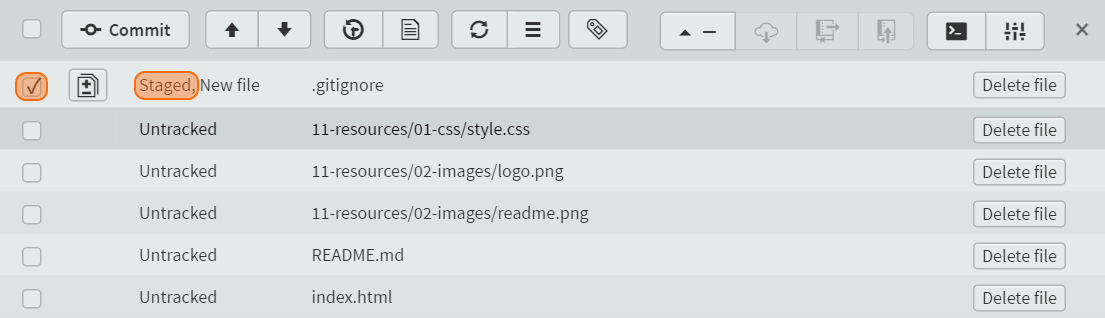 Commit
Staged, New file .gitignore Delete file
Untracked 11-resources/01-css/style.css Delete file
Untracked 11-resources/02-images/logo.png Delete file
Untracked 11-resources/02-images/readme.png Delete file
Untracked README.md Delete file
Untracked index.html Delete file